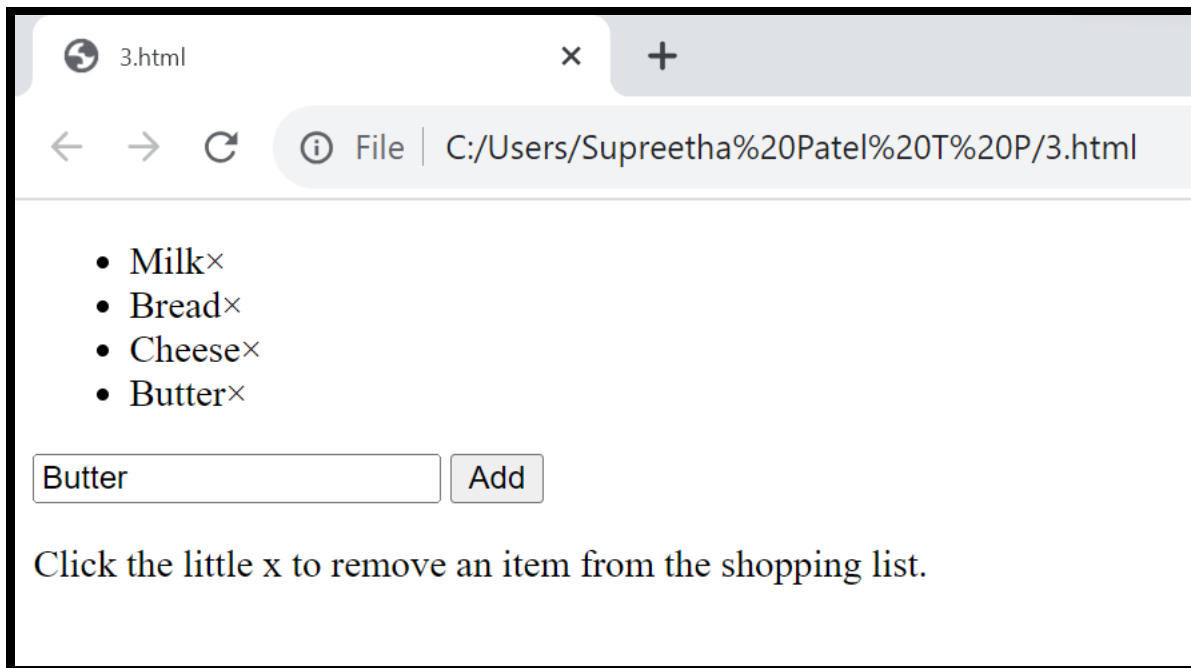 3.html
File C:/Users/Supreetha%20Patel%20T%20P/3.html
Milk×
Bread×
Cheese×
Butter×
Butter Add
Click the little x to remove an item from the shopping list.